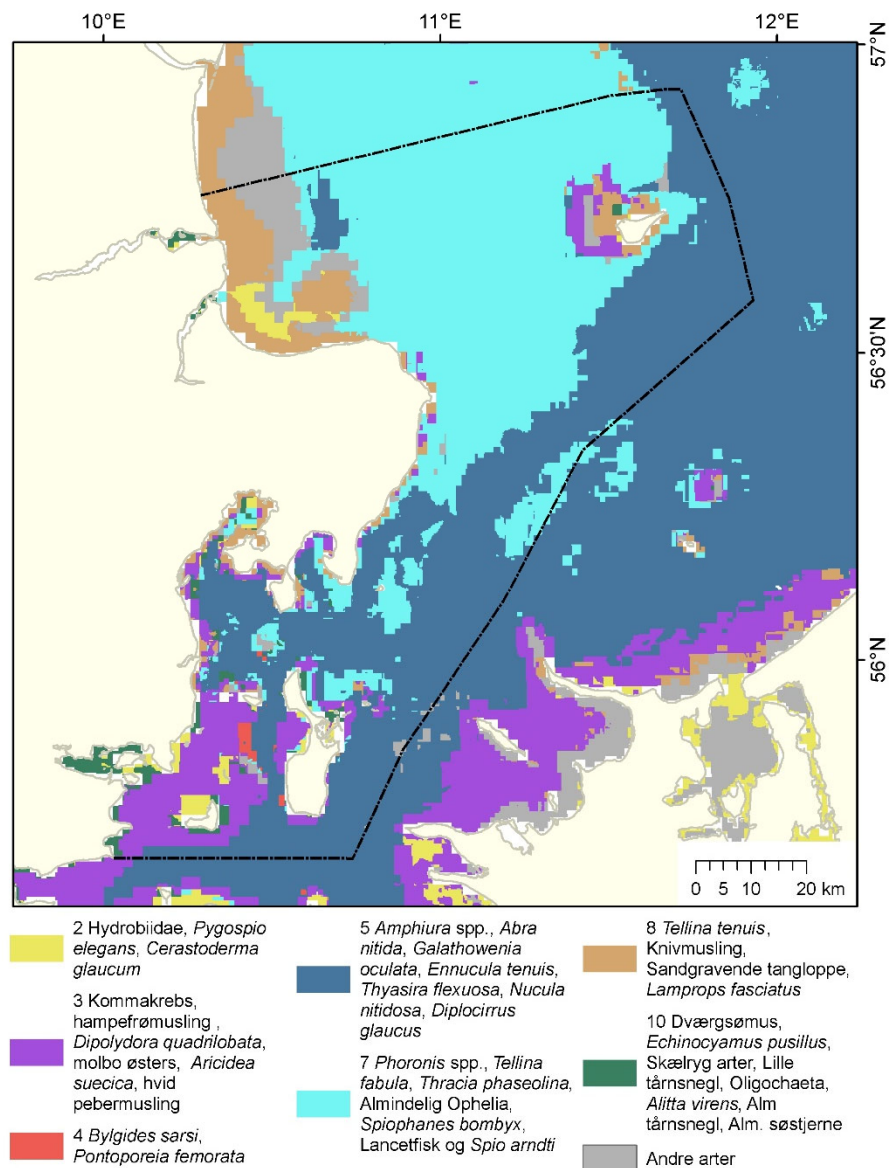 10°E
11°E
12°E
57°N
56°30'N
56°N
0 5 10 20 km
2 Hydrobiidae, Pygospio
elegans, Cerastoderma
glaucum
3 Kommakrebs,
hampefrømusling ,
Dipolydora quadrilobata,
molbo østers, Aricidea
suecica, hvid
pebermusling
4 Bylgides sarsi,
Pontoporeia femorata
5 Amphiura spp., Abra
nitida, Galathowenia
oculata, Ennucula tenuis,
Thyasira flexuosa, Nucula
nitidosa, Diplocirrus
glaucus
7 Phoronis spp., Tellina
fabula, Thracia phaseolina,
Almindelig Ophelia,
Spiophanes bombyx,
Lancetfisk og Spio arndti
8 Tellina tenuis,
Knivmusling,
Sandgravende tangloppe,
Lamprops fasciatus
10 Dværgsømus,
Echinocyamus pusillus,
Skælryg arter, Lille
tårnsnegl, Oligochaeta,
Alitta virens, Alm
tårnsnegl, Alm. søstjerne
Andre arter